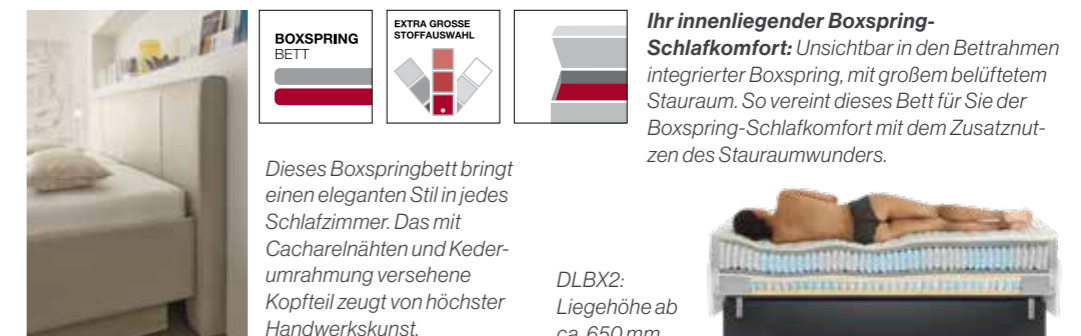 BOXSPRING
BETT
EXTRA GROSSE
STOFFAUSWAHL
Ihr innenliegender Boxspring-
Schlafkomfort: Unsichtbar in den Bettrahmen
integrierter Boxspring, mit großem belüftetem
Stauraum. So vereint dieses Bett für Sie der
Boxspring-Schlafkomfort mit dem Zusatznut-
zen des Stauraumwunders.
Dieses Boxspringbett bringt
einen eleganten Stil in jedes
Schlafzimmer. Das mit
Cacharelnähten und Keder-
umrahmung versehene
Kopfteil zeugt von höchster
Handwerkskunst.
DLBX2:
Liegehöhe ab
ca. 650 mm